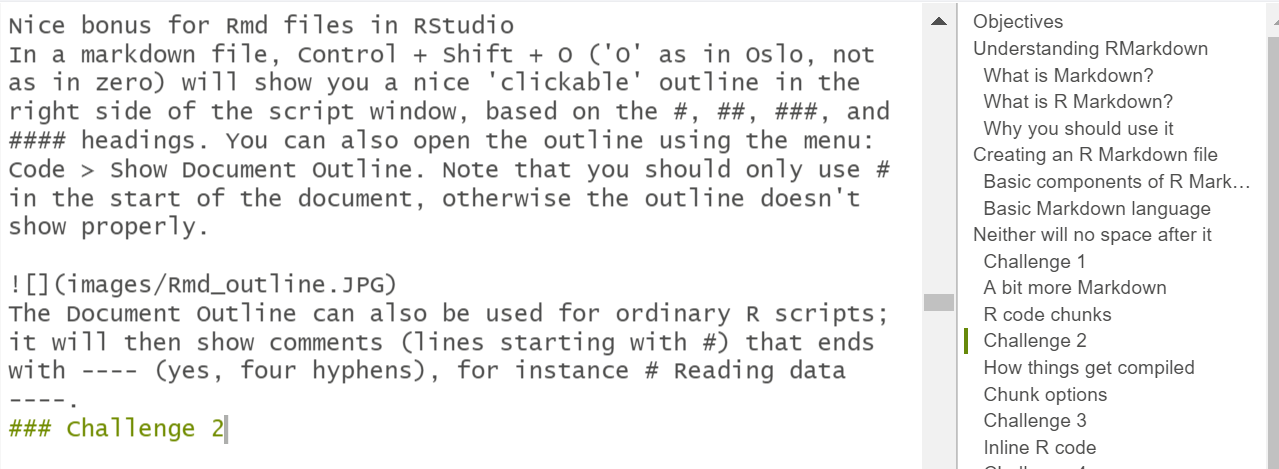 Nice bonus for Rmd files in RStudio
In a markdown file, Control + Shift + O ('O' as in Oslo, not
as in zero) will show you a nice 'clickable' outline in the
right side of the script window, based on the #, ##, ###, and
#### headings. You can also open the outline using the menu:
Code > Show Document Outline. Note that you should only use #
in the start of the document, otherwise the outline doesn't
show properly.
![](images/Rmd_outline.JPG)
The Document Outline can also be used for ordinary R scripts;
it will then show comments (lines starting with #) that ends
with ---- (yes, four hyphens), for instance # Reading data
----.
### Challenge 2
Objectives
Understanding RMarkdown
What is Markdown?
What is R Markdown?
Why you should use it
Creating an R Markdown file
Basic components of R Mark…
Basic Markdown language
Neither will no space after it
Challenge 1
A bit more Markdown
R code chunks
Challenge 2
How things get compiled
Chunk options
Challenge 3
Inline R code